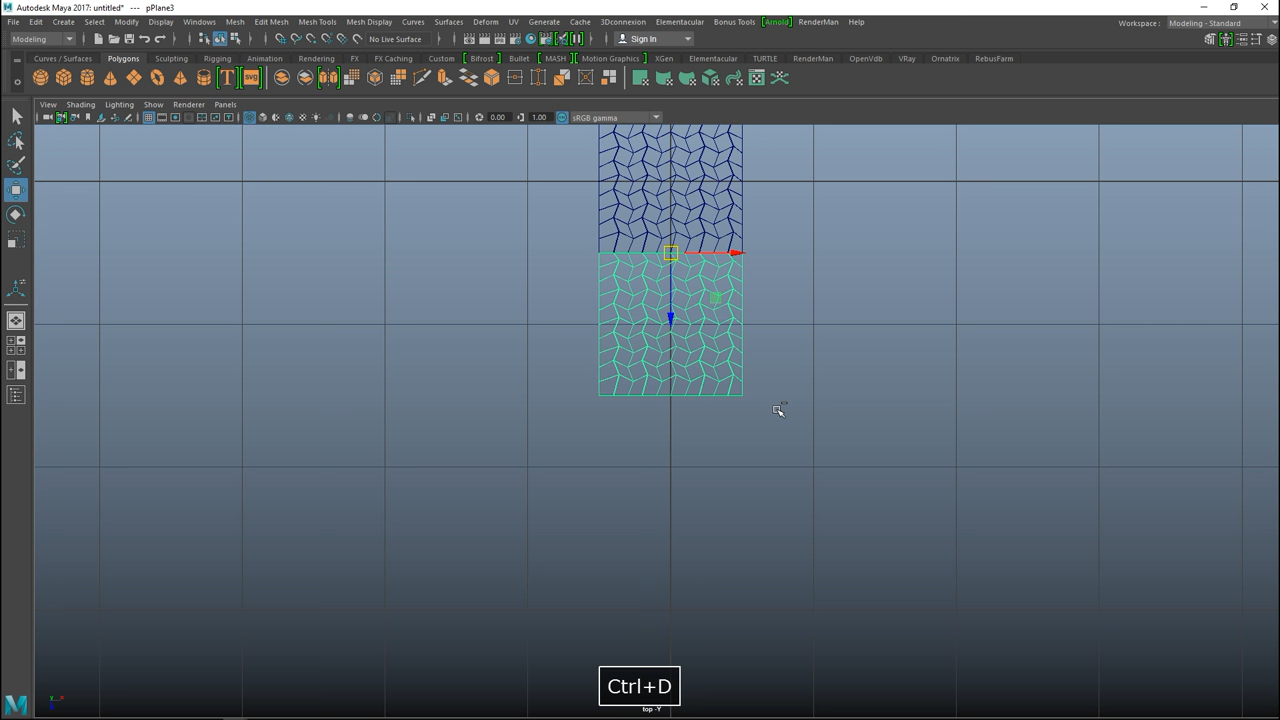 Autodesk Maya 2017: untitled* --- pPlane3
File Edit Create Select Modify Display Windows Mesh Edit Mesh Mesh Tools Mesh Display Curves Surfaces Deform UV Generate Cache 3Dconnexion Elementacular Bonus Tools [Arnold] RenderMan Help
Workspace : Modeling - Standard
Modeling No Live Surface Sign In
Curves / Surfaces Polygons Sculpting Rigging Animation Rendering FX FX Caching Custom [ Bifrost ] Bullet [ MASH ] [ Motion Graphics ] XGen Elementacular TURTLE RenderMan OpenVdb VRay Ornatrix RebusFarm
T svg
View Shading Lighting Show Renderer Panels
0.00 1.00 sRGB gamma
Ctrl+D
top -Y
y x